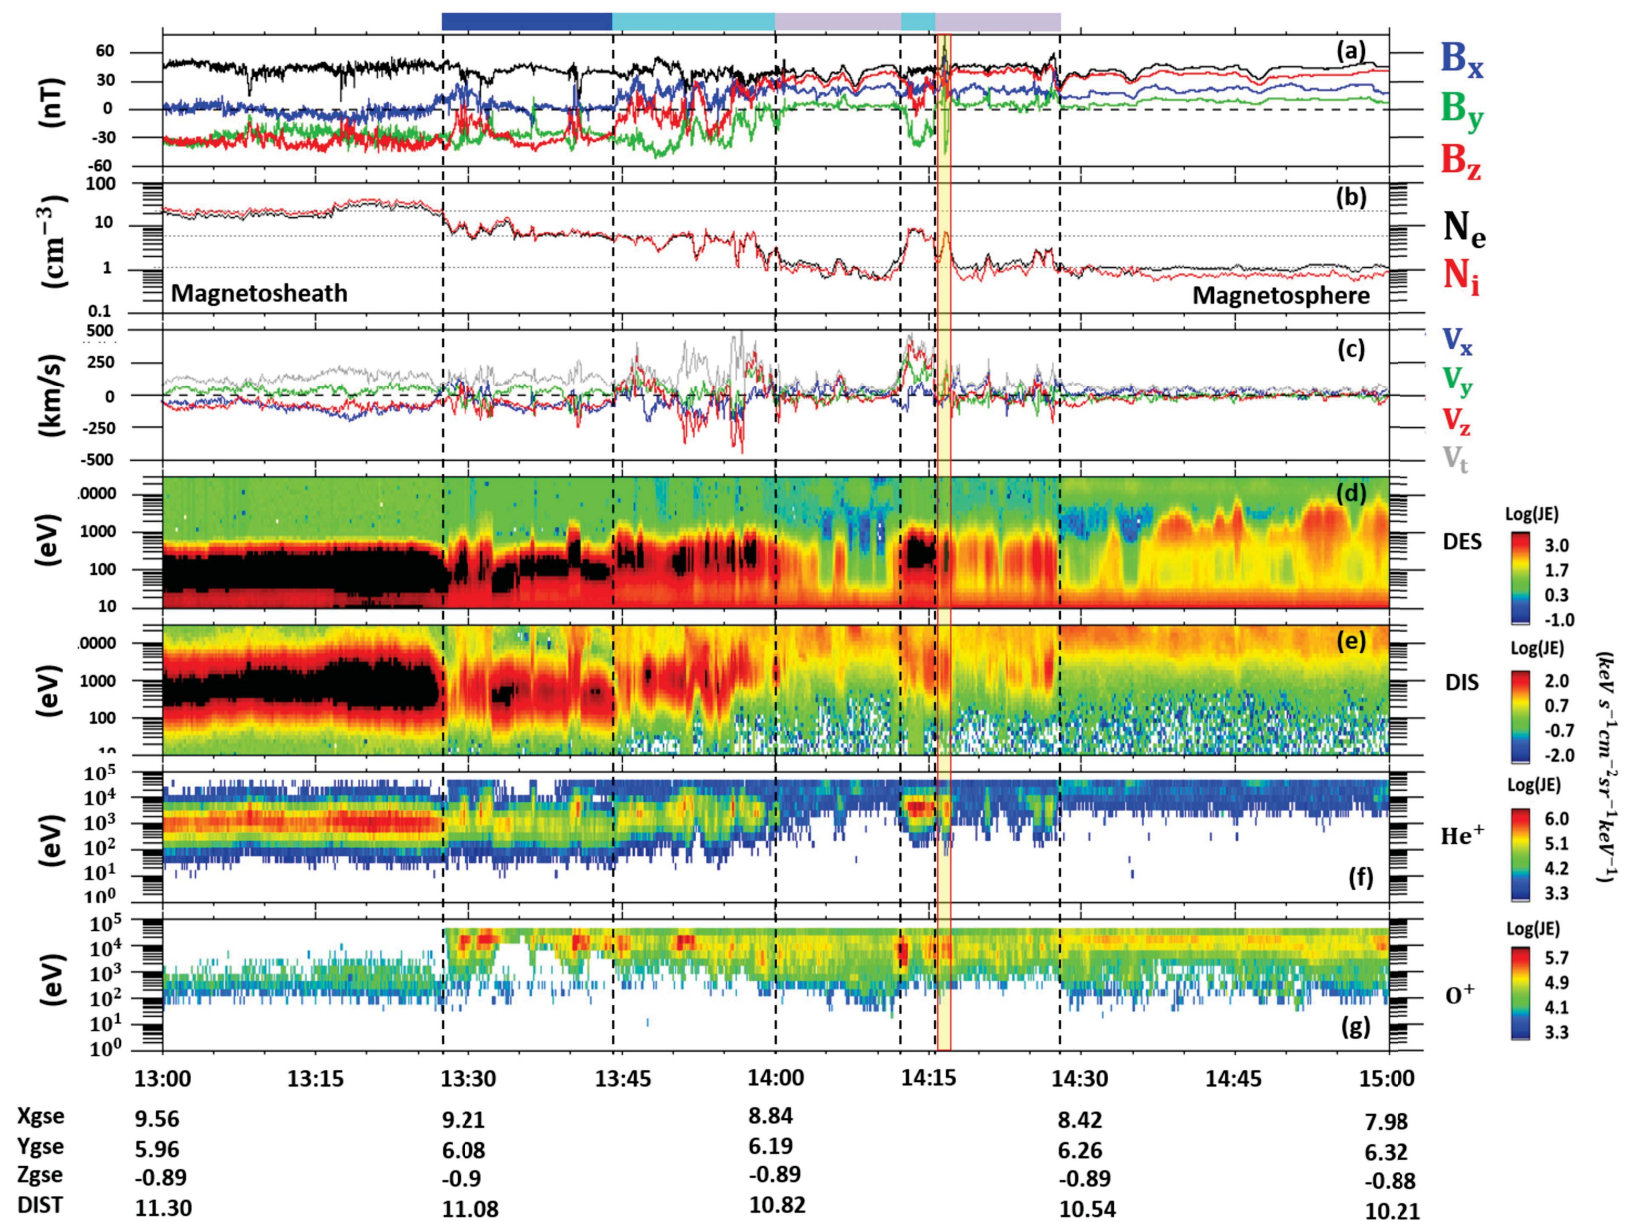 (a)
60
30
0
-30
-60
(nT)
Bx
By
Bz
(b)
100
10
1
0.1
(cm⁻³)
Magnetosheath
Magnetosphere
Ne
Ni
(c)
500
250
0
-250
-500
(km/s)
Vx
Vy
Vz
Vt
(d)
.0000
1000
100
10
(eV)
DES
Log(JE)
3.0
1.7
0.3
-1.0
(e)
.0000
1000
100
10
(eV)
DIS
Log(JE)
2.0
0.7
-0.7
-2.0
(keV s⁻¹cm⁻²sr⁻¹keV⁻¹)
10⁵
10⁴
10³
10²
10¹
10⁰
(eV)
(f)
He⁺
Log(JE)
6.0
5.1
4.2
3.3
10⁵
10⁴
10³
10²
10¹
10⁰
(eV)
(g)
O⁺
Log(JE)
5.7
4.9
4.1
3.3
13:00 13:15 13:30 13:45 14:00 14:15 14:30 14:45 15:00
Xgse 9.56 9.21 8.84 8.42 7.98
Ygse 5.96 6.08 6.19 6.26 6.32
Zgse -0.89 -0.9 -0.89 -0.89 -0.88
DIST 11.30 11.08 10.82 10.54 10.21